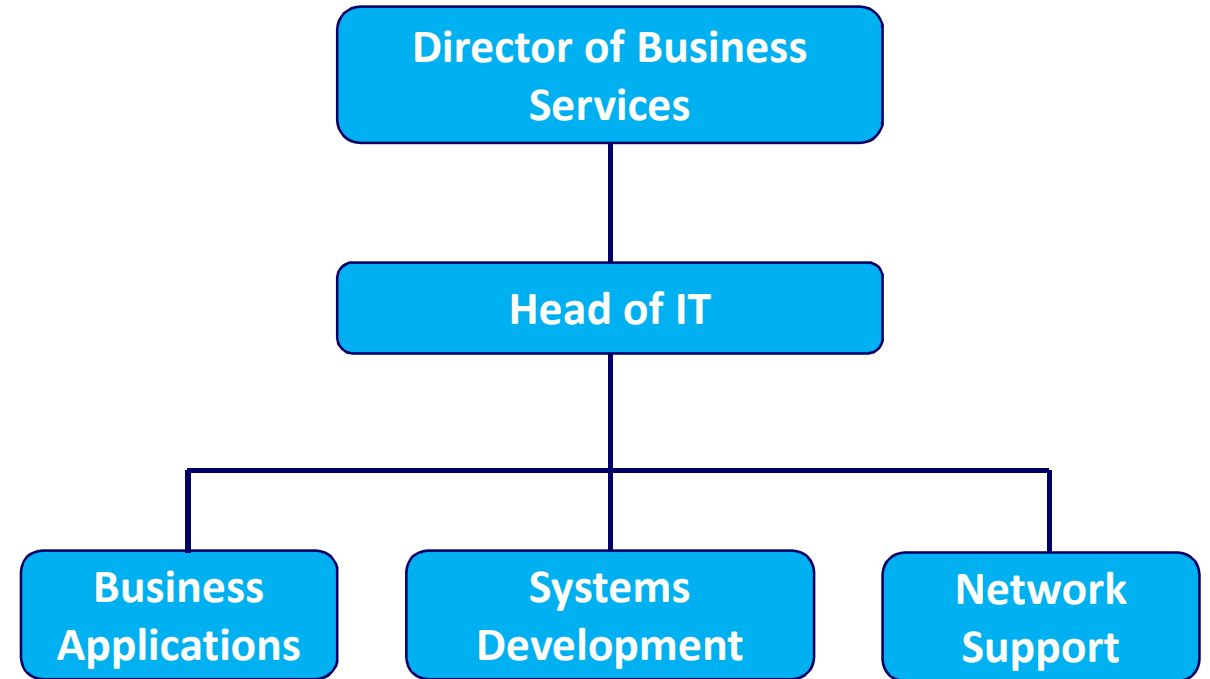 Director of Business
Services
Head of IT
Business
Applications
Systems
Development
Network
Support